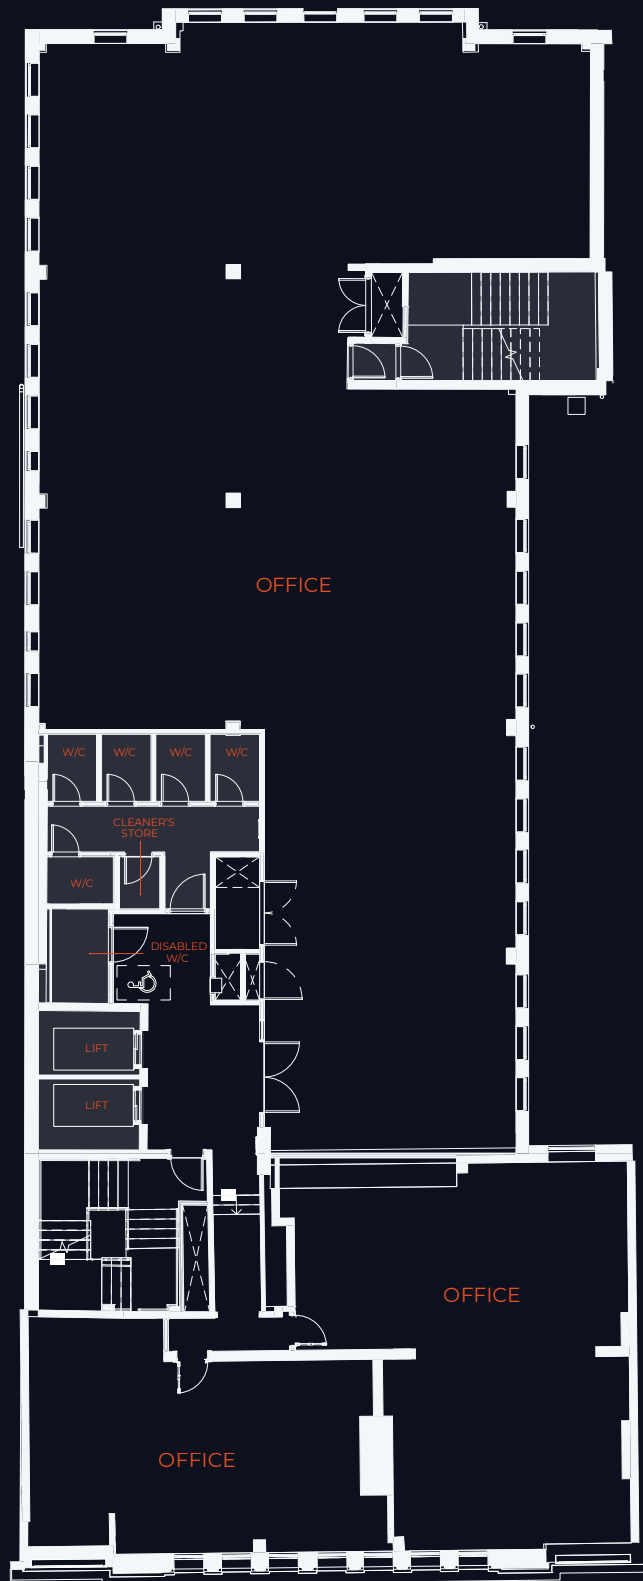 OFFICE
W/C
W/C
W/C
W/C
CLEANER'S
STORE
W/C
DISABLED
W/C
LIFT
LIFT
OFFICE
OFFICE